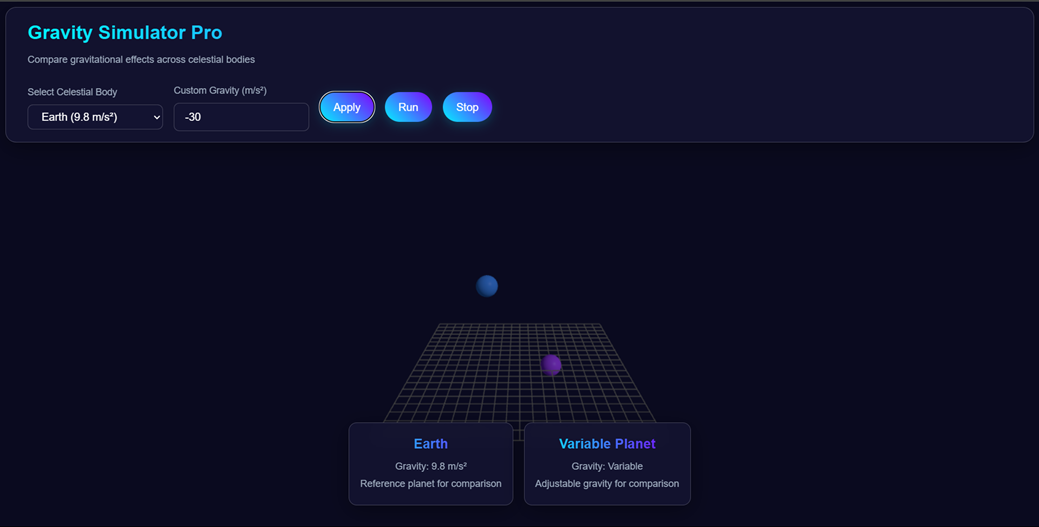 Gravity Simulator Pro
Compare gravitational effects across celestial bodies
Select Celestial Body
Custom Gravity (m/s²)
Earth (9.8 m/s²)
-30
Apply
Run
Stop
Earth
Gravity: 9.8 m/s²
Reference planet for comparison
Variable Planet
Gravity: Variable
Adjustable gravity for comparison